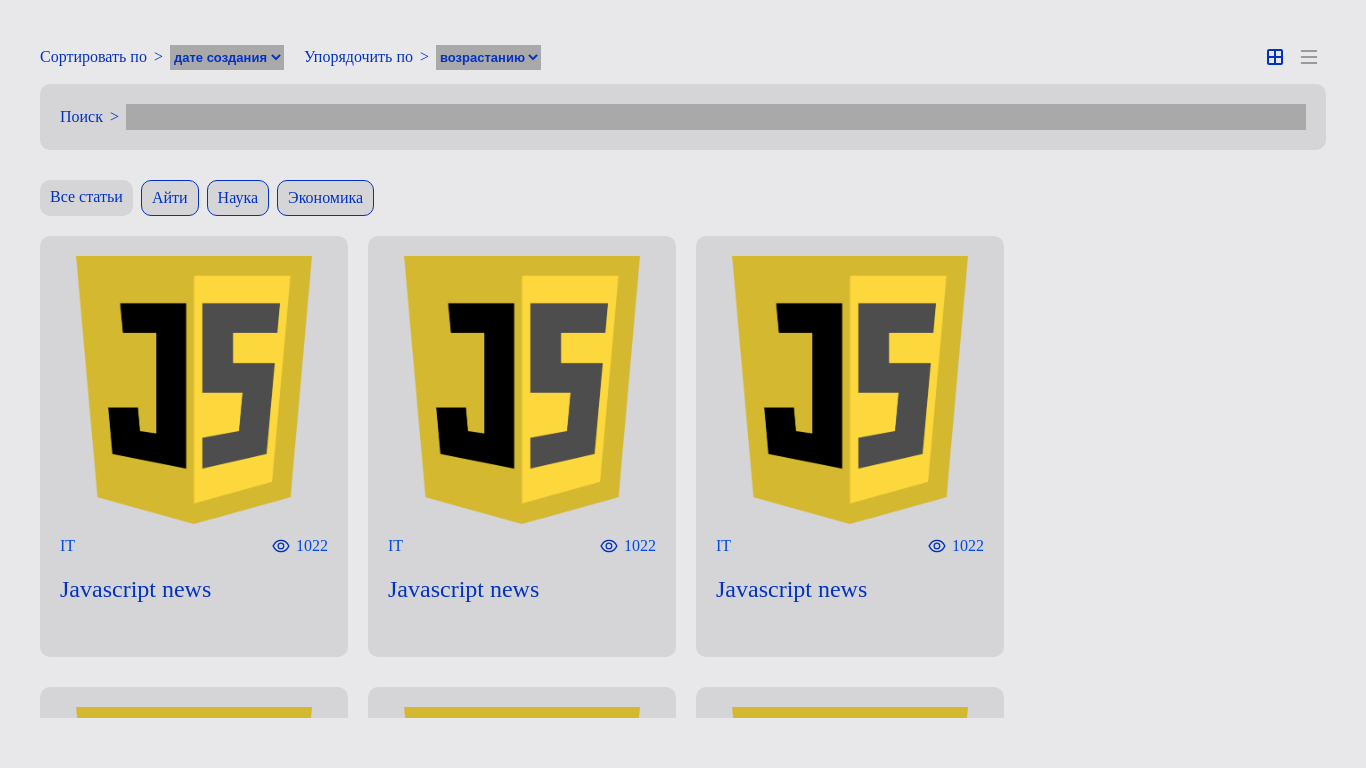 Сортировать по > дате создания Упорядочить по > возрастанию
Поиск >
Все статьи Айти Наука Экономика
JS JS JS
IT 1022 IT 1022 IT 1022
Javascript news Javascript news Javascript news